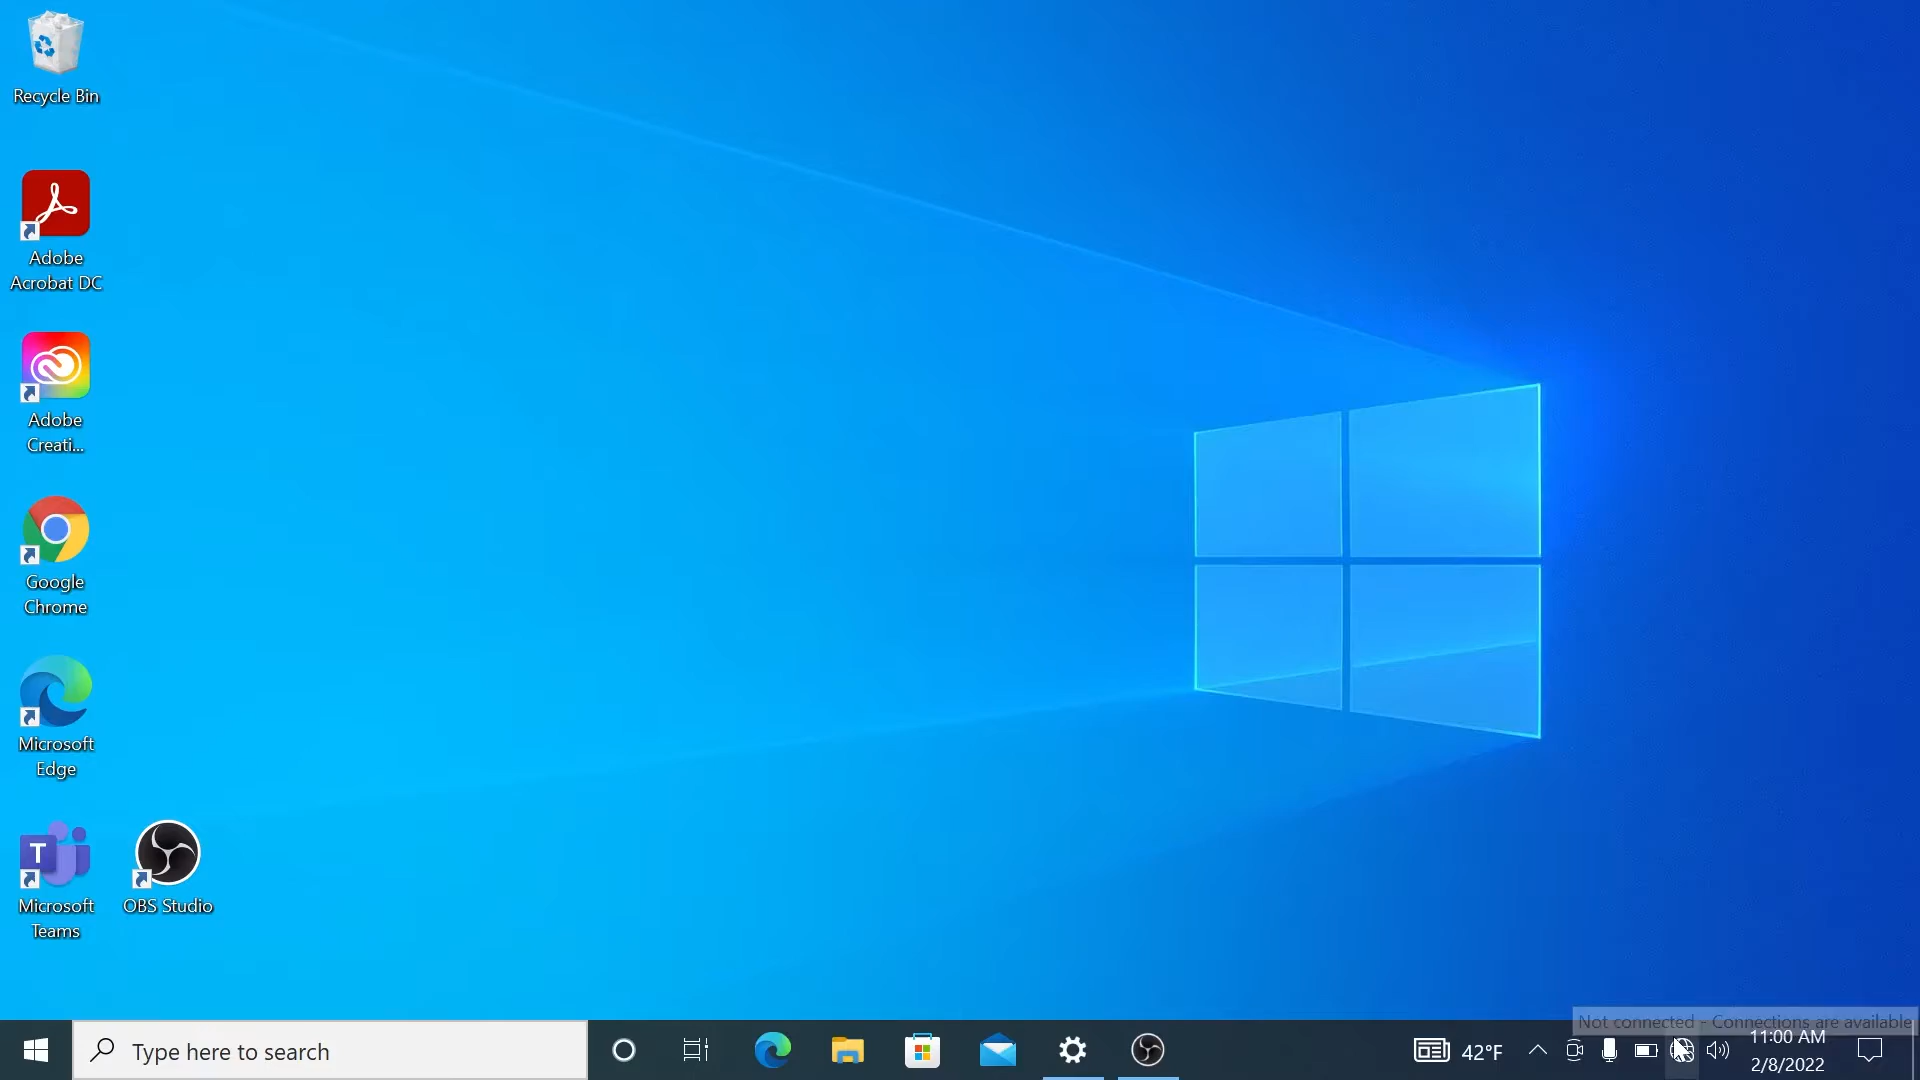 Recycle Bin
Adobe
Acrobat DC
Adobe
Creati...
Google
Chrome
Microsoft
Edge
T
Microsoft
Teams
OBS Studio
Not connected - Connections are available
Type here to search
42°F
11:00 AM
2/8/2022